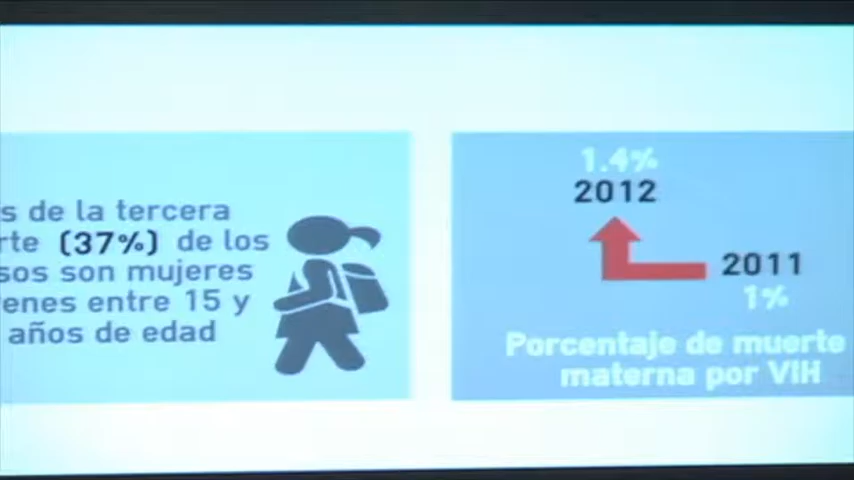 s de la tercera
rte (37%) de los
sos son mujeres
enes entre 15 y
años de edad
1.4%
2012
2011
1%
Porcentaje de muerte
materna por VIH